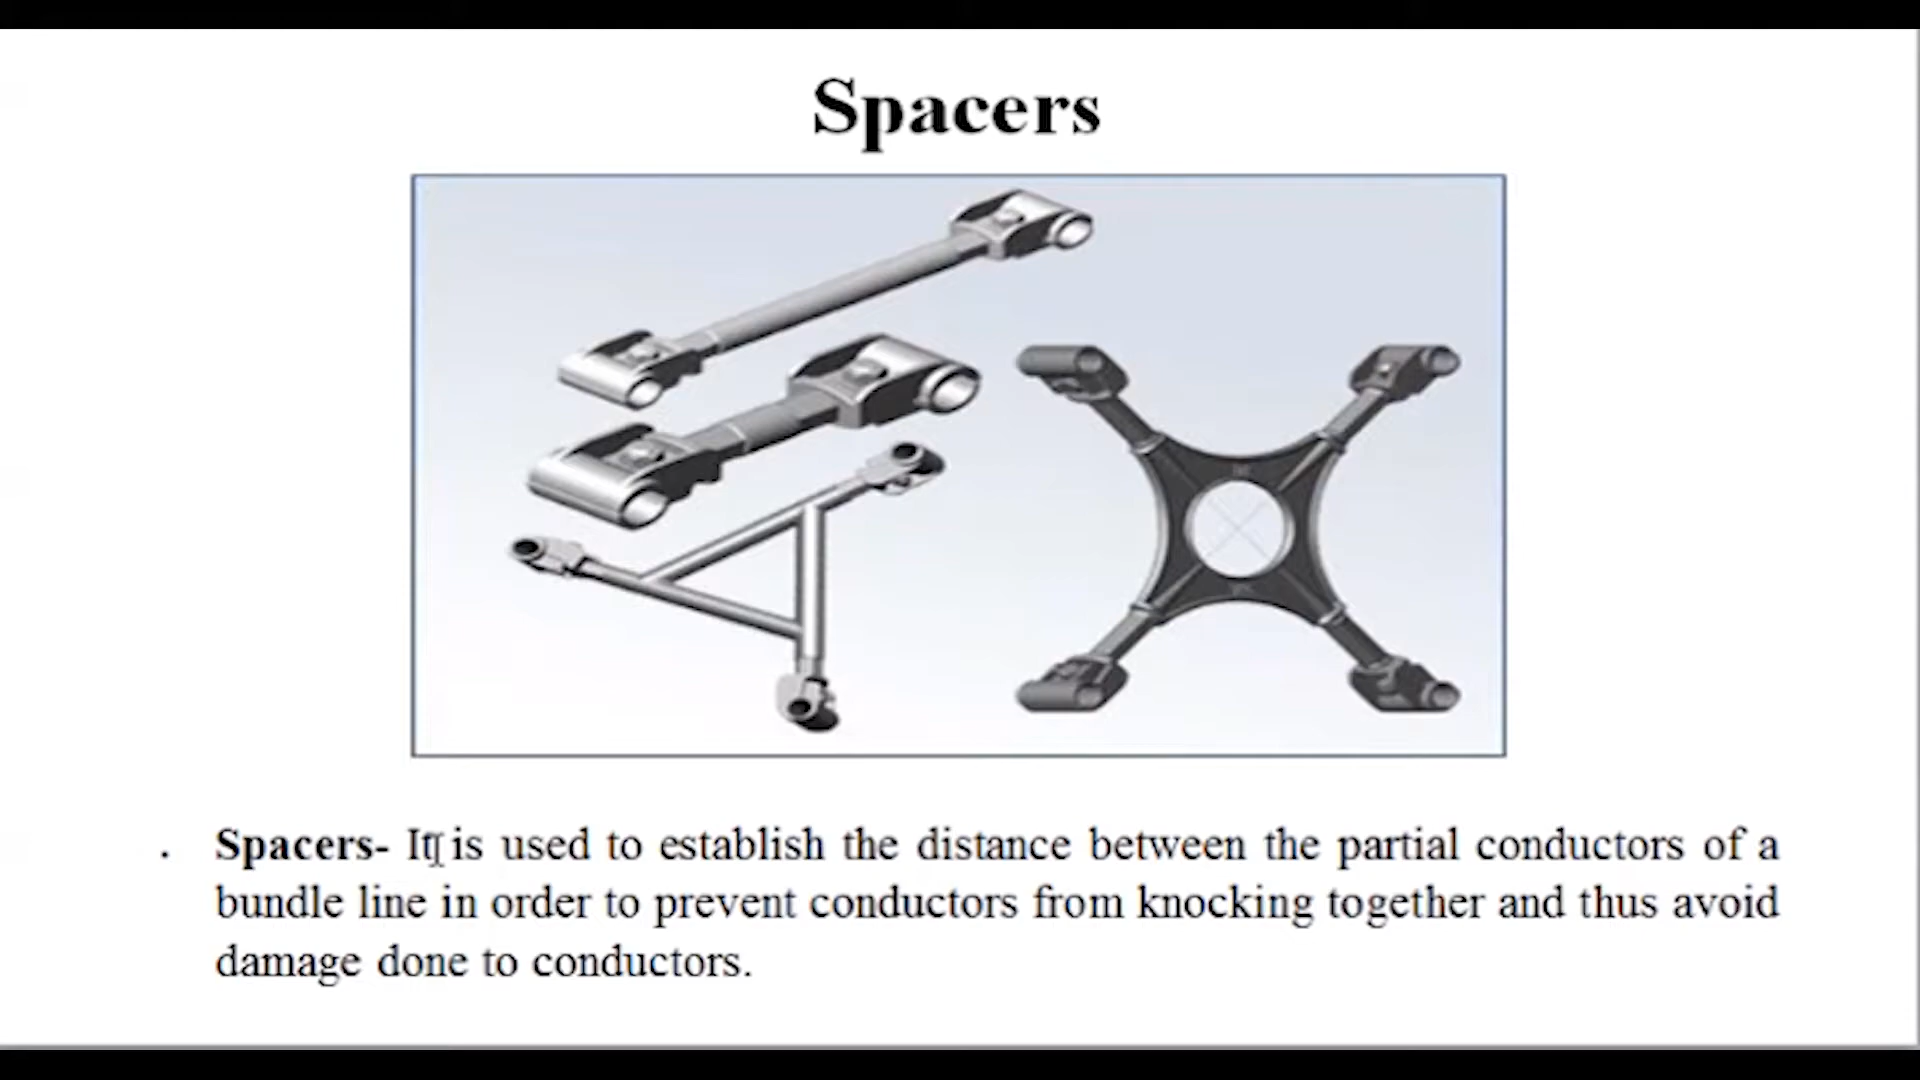 Spacers
. Spacers- It is used to establish the distance between the partial conductors of a
bundle line in order to prevent conductors from knocking together and thus avoid
damage done to conductors.